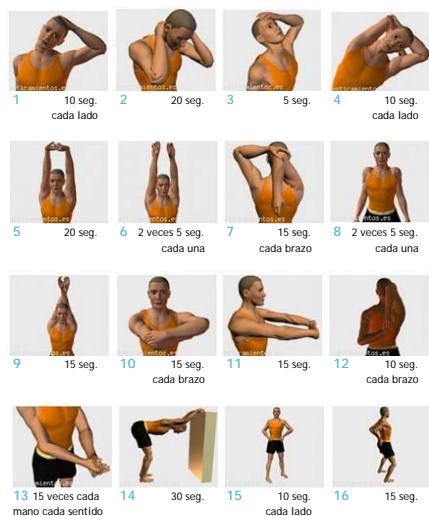 1 10 seg.
cada lado
2 20 seg.
3 5 seg.
4 10 seg.
cada lado
5 20 seg.
6 2 veces 5 seg.
cada una
7 15 seg.
cada brazo
8 2 veces 5 seg.
cada una
9 15 seg.
10 15 seg.
cada brazo
11 15 seg.
12 10 seg.
cada brazo
13 15 veces cada
mano cada sentido
14 30 seg.
15 10 seg.
cada lado
16 15 seg.